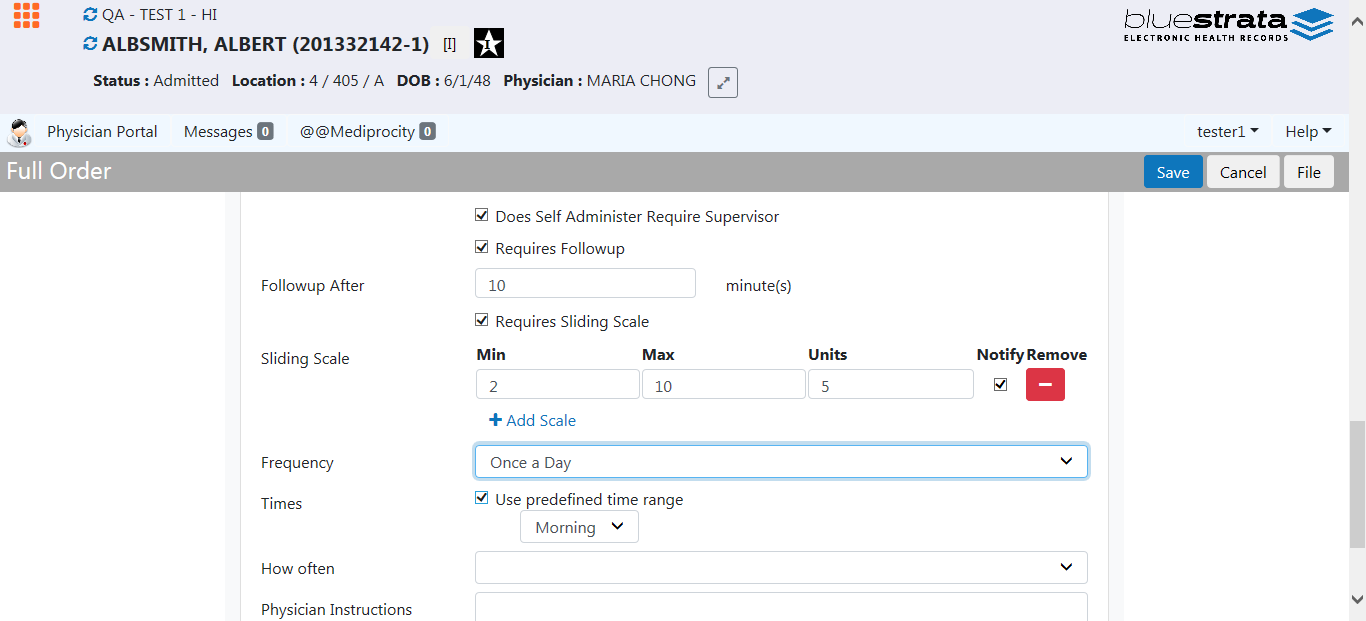 QA - TEST 1 - HI
ALBSMITH, ALBERT (201332142-1) [I] I
Status : Admitted Location : 4 / 405 / A DOB : 6/1/48 Physician : MARIA CHONG
bluestrata
ELECTRONIC HEALTH RECORDS
Physician Portal Messages 0 @@Mediprocity 0 tester1 Help
Full Order Save Cancel File
Does Self Administer Require Supervisor
Requires Followup
Followup After 10 minute(s)
Requires Sliding Scale
Sliding Scale Min Max Units Notify Remove
2 10 5
Add Scale
Frequency Once a Day
Times Use predefined time range
Morning
How often
Physician Instructions